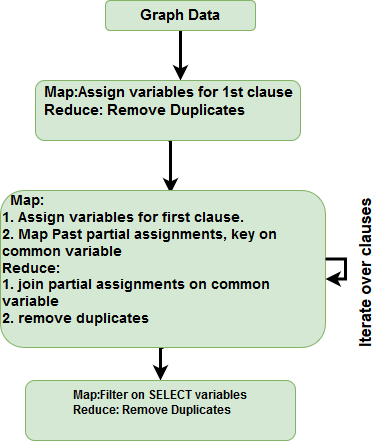 Graph Data
Map:Assign variables for 1st clause
Reduce: Remove Duplicates
Map:
1. Assign variables for first clause.
2. Map Past partial assignments, key on
common variable
Reduce:
1. join partial assignments on common
variable
2. remove duplicates
Iterate over clauses
Map:Filter on SELECT variables
Reduce: Remove Duplicates